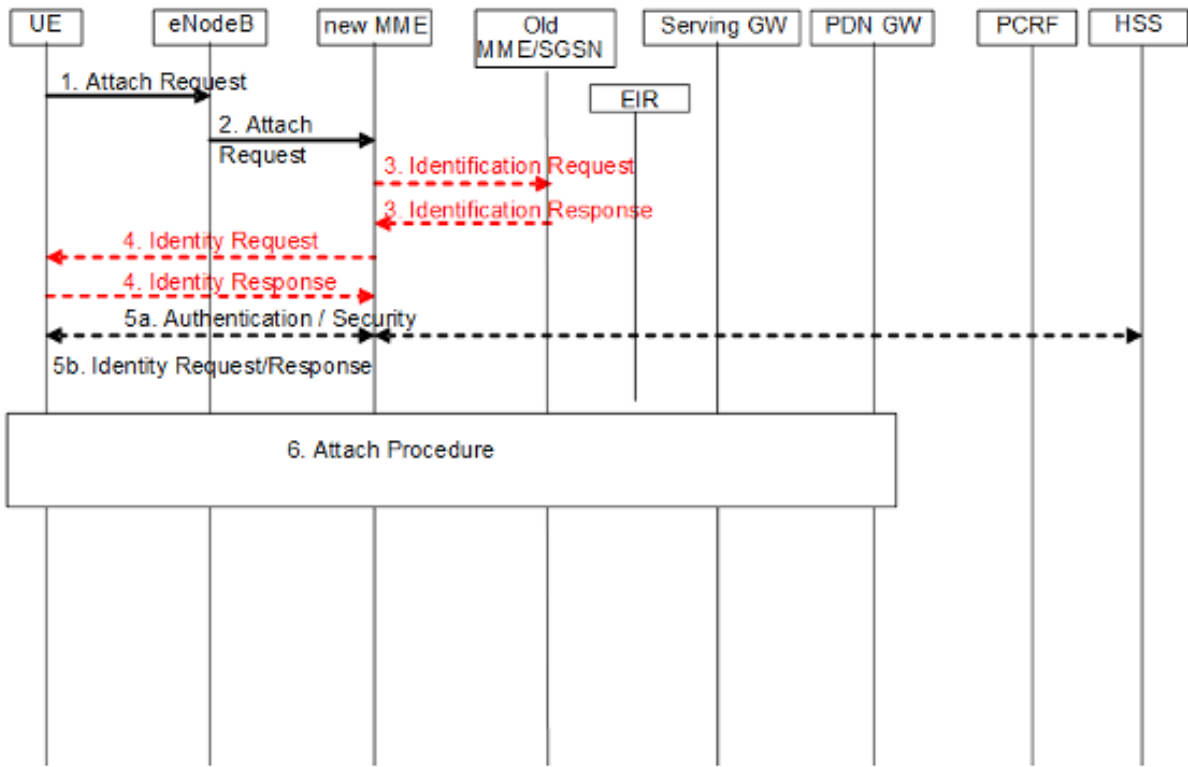 UE
eNodeB
new MME
Old
MME/SGSN
Serving GW
PDN GW
PCRF
HSS
EIR
1. Attach Request
2. Attach
Request
3. Identification Request
3. Identification Response
4. Identity Request
4. Identity Response
5a. Authentication / Security
5b. Identity Request/Response
6. Attach Procedure